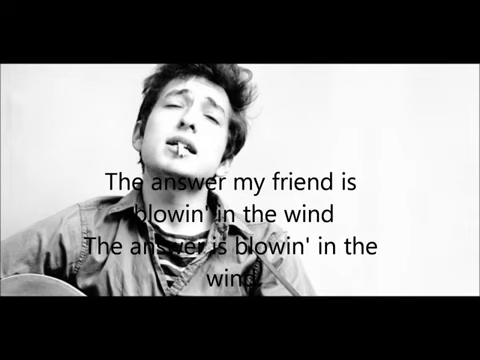 The answer my friend is
blowin' in the wind
The answer is blowin' in the
wind